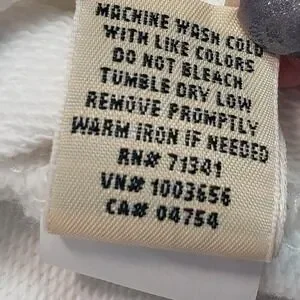 MACHINE WASH COLD
WITH LIKE COLORS
DO NOT BLEACH
TUMBLE DRY LOW
REMOVE PROMPTLY
WARM IRON IF NEEDED
RN# 71341
VN# 1003656
CA# 04754